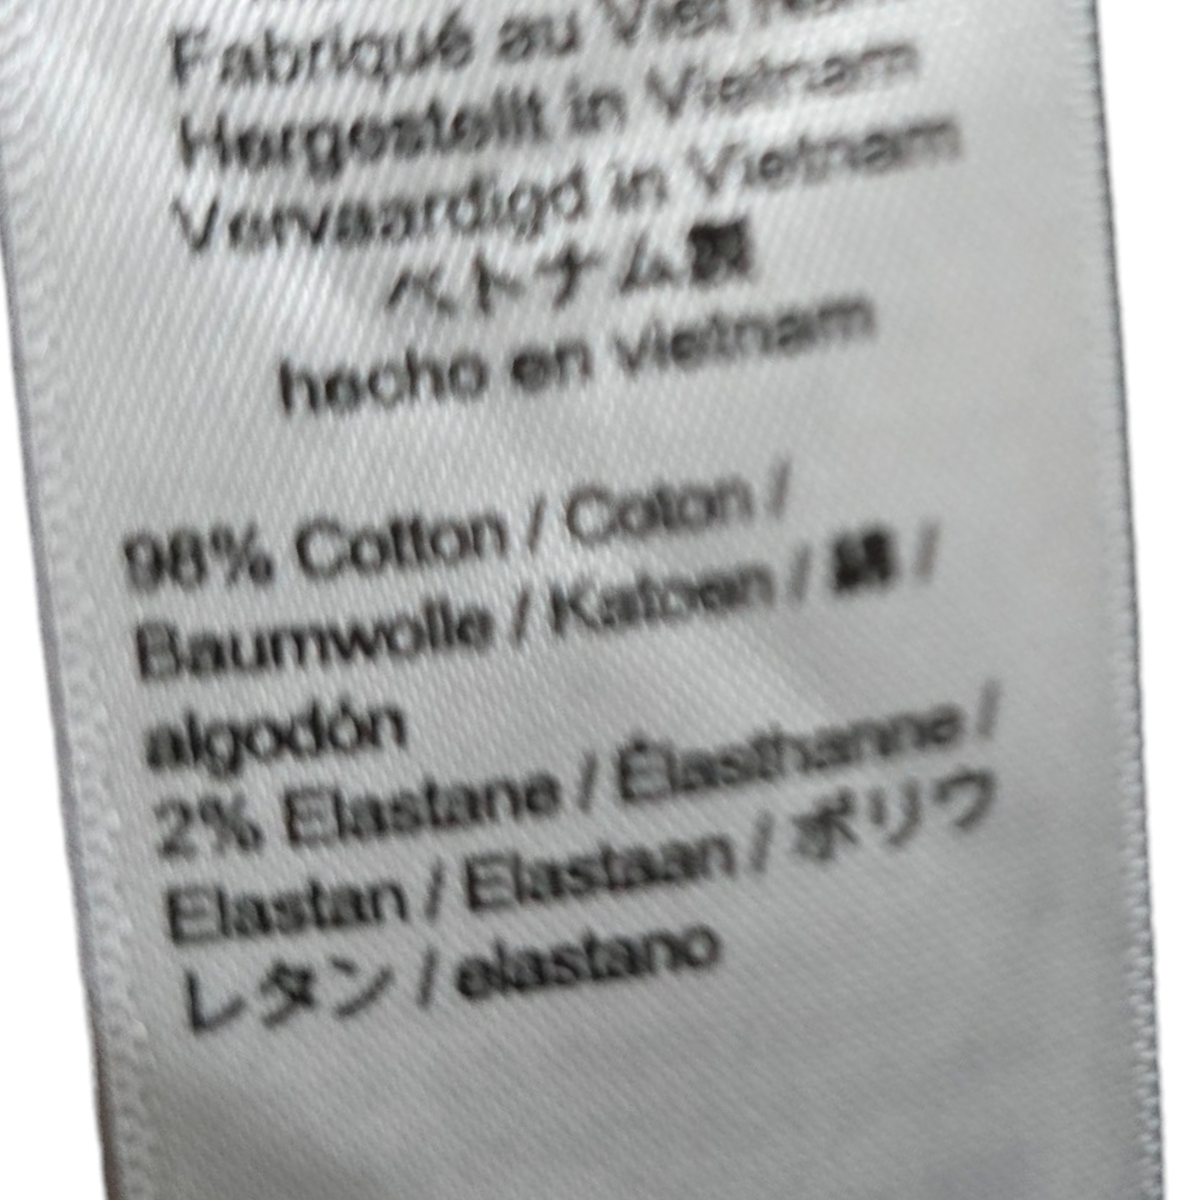 Fabriqué au Viet
Hergestellt in Vietnam
Vervaardigd in Vietnam
ベトナム製
hecho en vietnam
98% Cotton / Coton /
Baumwolle / Katoen / 綿 /
algodón
2% Elastane / Élasthanne /
Elastan / Elastaan / ポリウ
レタン / elastano